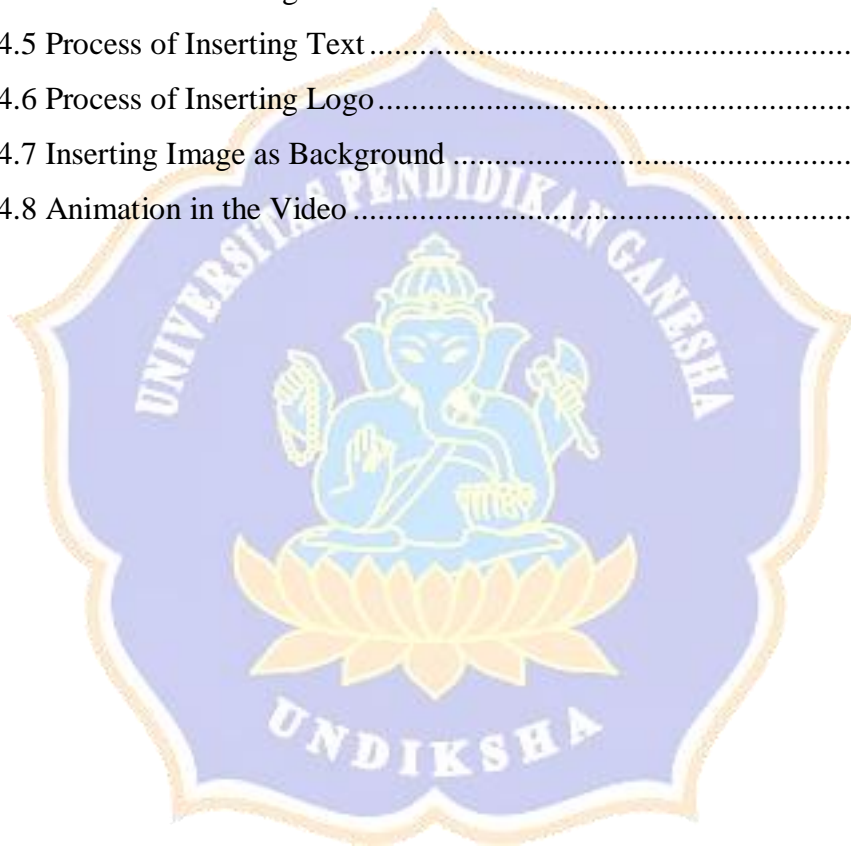 4.5 Process of Inserting Text ................................................................
4.6 Process of Inserting Logo ...............................................................
4.7 Inserting Image as Background .....................................................
4.8 Animation in the Video ..................................................................
UNIVERSITAS PENDIDIKAN GANESHA
UNDIKSHA